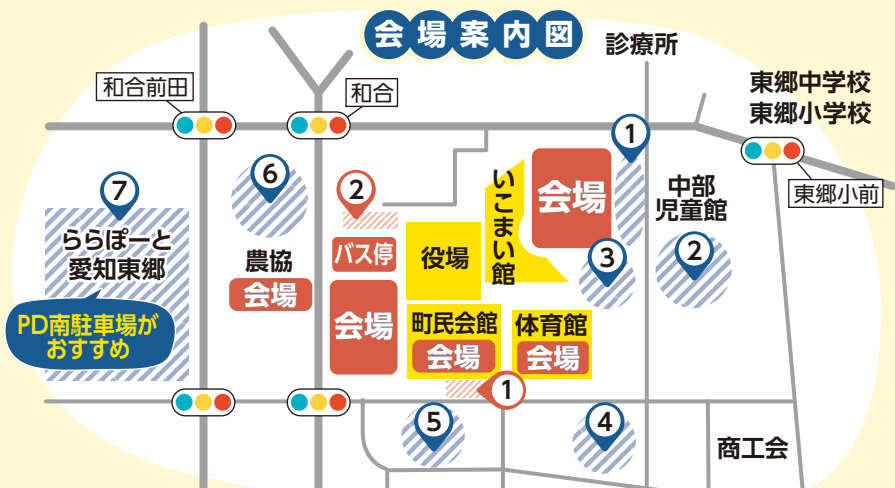 会場案内図
診療所
和合前田
和合
東郷中学校
東郷小学校
東郷小前
1
7
6
2
いこまい館
会場
中部
児童館
ららぽーと
愛知東郷
農協
会場
バス停
役場
3
2
PD南駐車場が
おすすめ
会場
町民会館
会場
体育館
会場
1
5
4
商工会